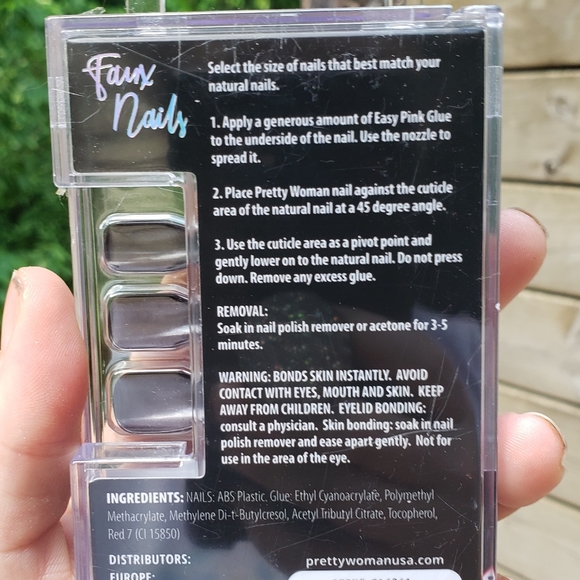 Faux
Nails
Select the size of nails that best match your
natural nails.
1. Apply a generous amount of Easy Pink Glue
to the underside of the nail. Use the nozzle to
spread it.
2. Place Pretty Woman nail against the cuticle
area of the natural nail at a 45 degree angle.
3. Use the cuticle area as a pivot point and
gently lower on to the natural nail. Do not press
down. Remove any excess glue.
REMOVAL:
Soak in nail polish remover or acetone for 3-5
minutes.
WARNING: BONDS SKIN INSTANTLY. AVOID
CONTACT WITH EYES, MOUTH AND SKIN. KEEP
AWAY FROM CHILDREN. EYELID BONDING:
consult a physician. Skin bonding: soak in nail
polish remover and ease apart gently. Not for
use in the area of the eye.
INGREDIENTS: NAILS: ABS Plastic. Glue: Ethyl Cyanoacrylate, Polymethyl
Methacrylate, Methylene Di-t-Butylcresol, Acetyl Tributyl Citrate, Tocopherol,
Red 7 (CI 15850)
DISTRIBUTORS:
prettywomanusa.com
EUROPE: